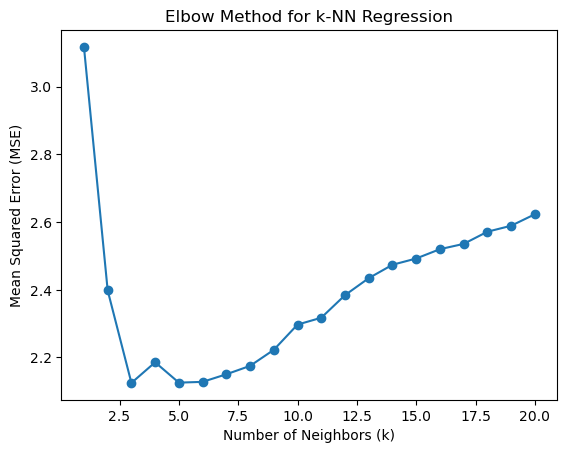 Elbow Method for k-NN Regression
3.0
2.8
2.6
2.4
2.2
Mean Squared Error (MSE)
2.5 5.0 7.5 10.0 12.5 15.0 17.5 20.0
Number of Neighbors (k)